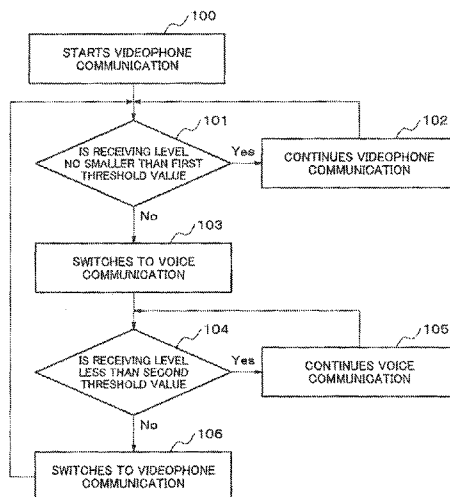 100
STARTS VIDEOPHONE
COMMUNICATION
101
IS RECEIVING LEVEL
NO SMALLER THAN FIRST
THRESHOLD VALUE
Yes
102
CONTINUES VIDEOPHONE
COMMUNICATION
No
103
SWITCHES TO VOICE
COMMUNICATION
104
IS RECEIVING LEVEL
LESS THAN SECOND
THRESHOLD VALUE
Yes
105
CONTINUES VOICE
COMMUNICATION
No
106
SWITCHES TO VIDEOPHONE
COMMUNICATION